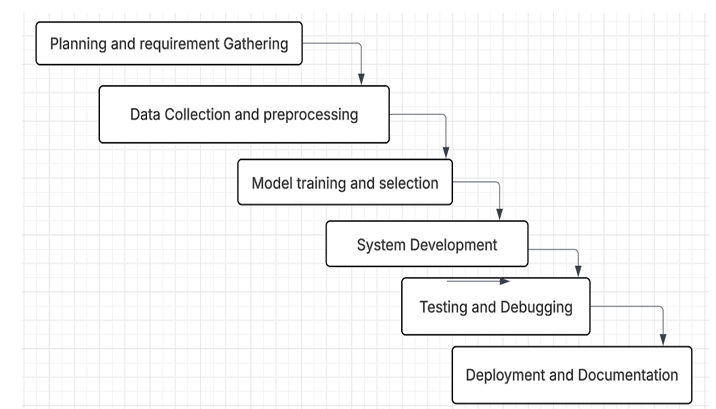 Planning and requirement Gathering
Data Collection and preprocessing
Model training and selection
System Development
Testing and Debugging
Deployment and Documentation